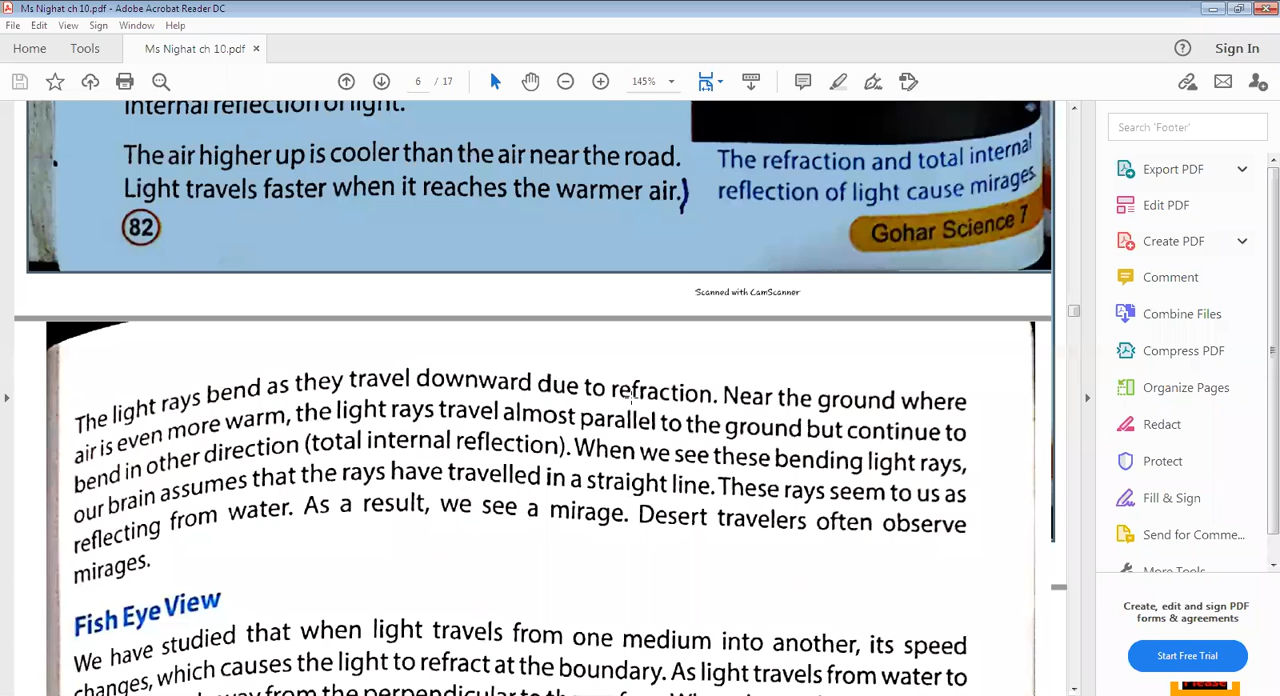 Ms Nighat ch 10.pdf - Adobe Acrobat Reader DC
File Edit View Sign Window Help
Home Tools Ms Nighat ch 10.pdf × Sign In
6 / 17 145%
internal reflection of light.
The air higher up is cooler than the air near the road.
Light travels faster when it reaches the warmer air.
82
The refraction and total internal
reflection of light cause mirages.
Gohar Science 7
Scanned with CamScanner
The light rays bend as they travel downward due to refraction. Near the ground where
air is even more warm, the light rays travel almost parallel to the ground but continue to
bend in other direction (total internal reflection). When we see these bending light rays,
our brain assumes that the rays have travelled in a straight line. These rays seem to us as
reflecting from water. As a result, we see a mirage. Desert travelers often observe
mirages.
Fish Eye View
We have studied that when light travels from one medium into another, its speed
changes, which causes the light to refract at the boundary. As light travels from water to
away from the perpendicular to the
Search 'Footer'
Export PDF
Edit PDF
Create PDF
Comment
Combine Files
Compress PDF
Organize Pages
Redact
Protect
Fill & Sign
Send for Comme...
More Tools
Create, edit and sign PDF
forms & agreements
Start Free Trial
Please